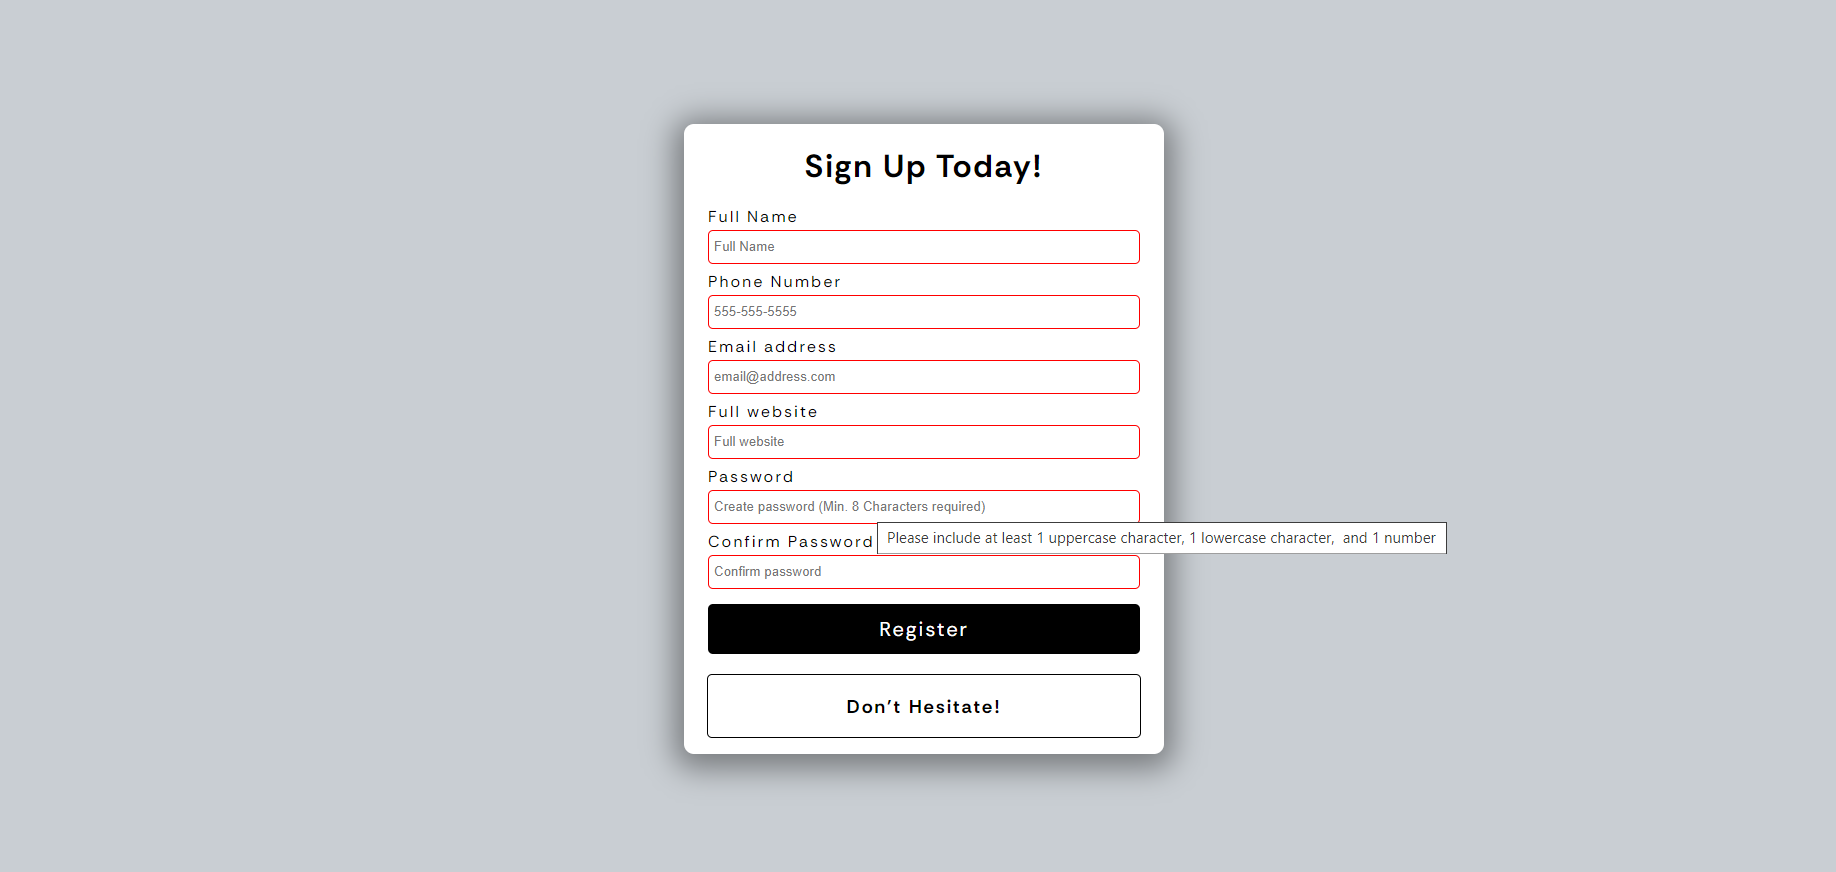 Sign Up Today!
Full Name
Full Name
Phone Number
555-555-5555
Email address
email@address.com
Full website
Full website
Password
Create password (Min. 8 Characters required)
Please include at least 1 uppercase character, 1 lowercase character,  and 1 number
Confirm Password
Confirm password
Register
Don't Hesitate!